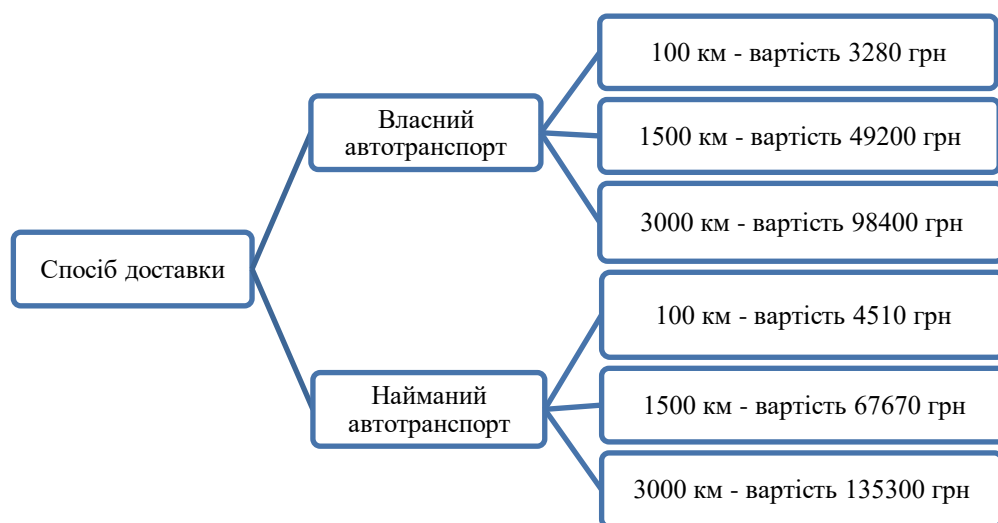 Спосіб доставки
Власний
автотранспорт
100 км - вартість 3280 грн
1500 км - вартість 49200 грн
3000 км - вартість 98400 грн
Найманий
автотранспорт
100 км - вартість 4510 грн
1500 км - вартість 67670 грн
3000 км - вартість 135300 грн